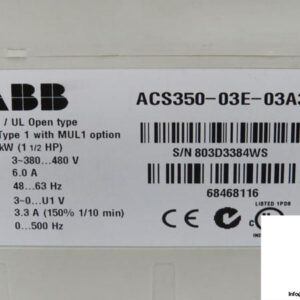 ABB
ACS350-03E-03A3
/ UL Open type
Type 1 with MUL1 option
kW (1 1/2 HP)
3~380...480 V
6.0 A
48...63 Hz
3~0...U1 V
3.3 A (150% 1/10 min)
0...500 Hz
S/N 803D3384WS
68468116
LISTED 1PDB